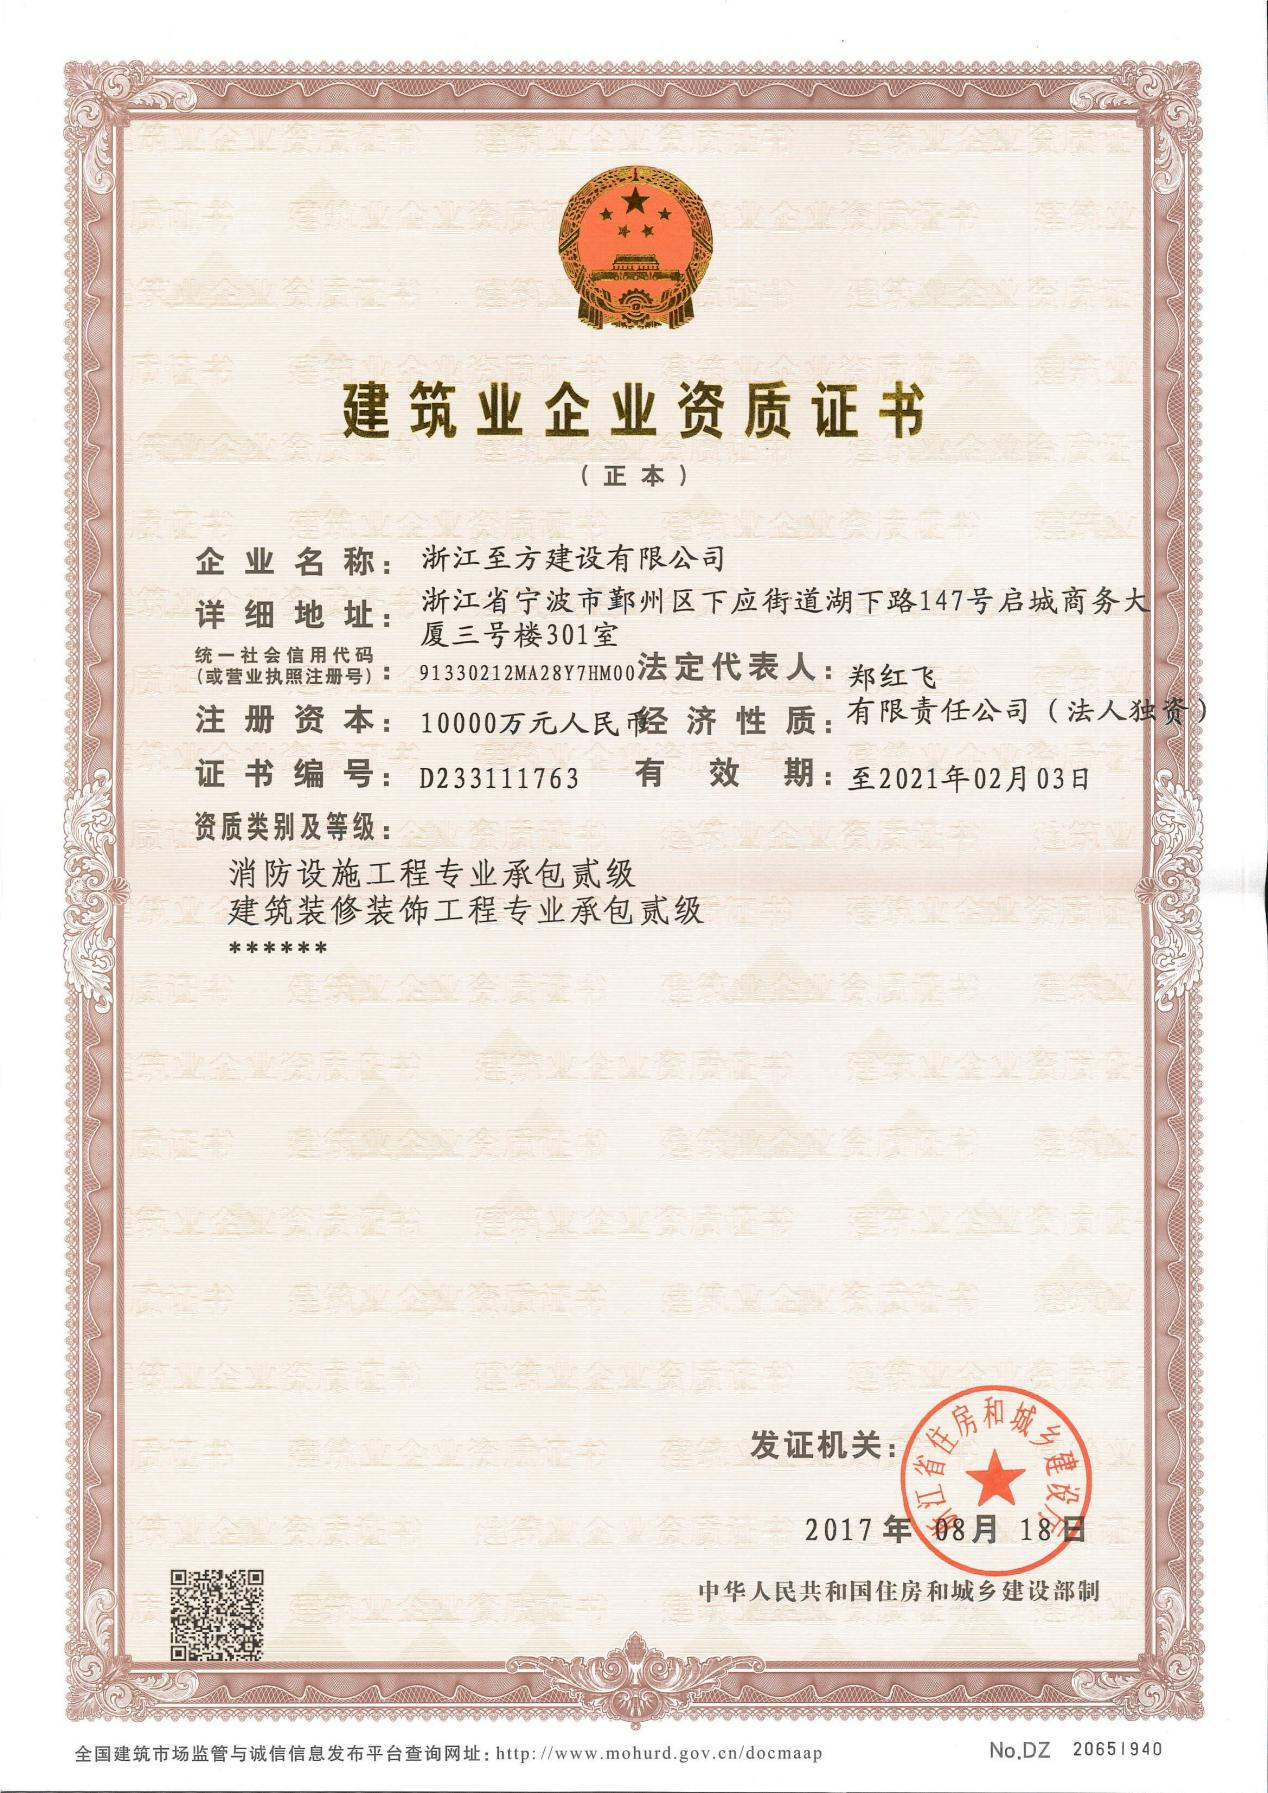 建筑业企业资质证书
（正本）
企业名称：浙江至方建设有限公司
详细地址：浙江省宁波市鄞州区下应街道湖下路147号启城商务大
厦三号楼301室
统一社会信用代码
(或营业执照注册号)：91330212MA28Y7HM00 法定代表人：郑红飞
注册资本：10000万元人民币 经济性质：有限责任公司（法人独资）
证书编号：D233111763 有效期：至2021年02月03日
资质类别及等级：
消防设施工程专业承包贰级
建筑装修装饰工程专业承包贰级
******
发证机关：
浙江省住房和城乡建设厅
2017年08月18日
中华人民共和国住房和城乡建设部制
全国建筑市场监管与诚信信息发布平台查询网址：http://www.mohurd.gov.cn/docmaap
No.DZ 20651940